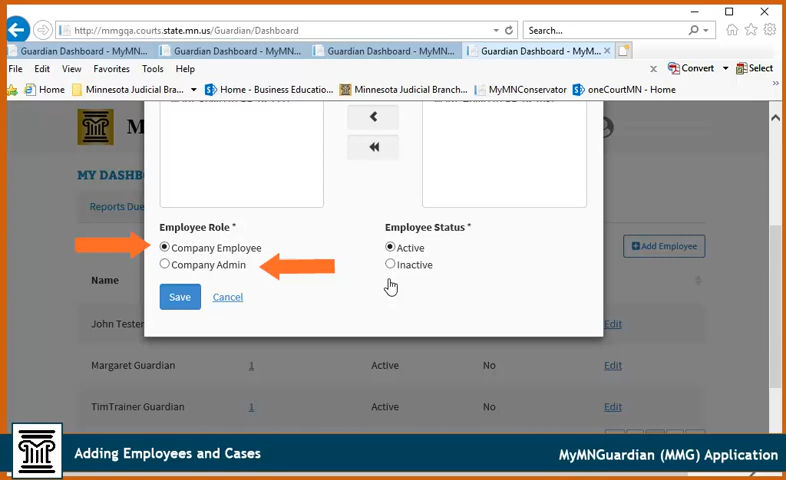 http://mmgqa.courts.state.mn.us/Guardian/Dashboard
Search...
Guardian Dashboard - MyMN...
Guardian Dashboard - MyMN...
Guardian Dashboard - MyMN...
Guardian Dashboard - MyM...
File Edit View Favorites Tools Help
Convert
Select
Home
Minnesota Judicial Branch...
Home - Business Educatio...
Minnesota Judicial Branch...
MyMNConservator
oneCourtMN - Home
M
MY DASHB
Reports Due
Employee Role *
Employee Status *
Company Employee
Active
Add Employee
Company Admin
Inactive
Name
Save
Cancel
John Tester
Edit
Margaret Guardian 1 Active No Edit
TimTrainer Guardian 1 Active No Edit
Adding Employees and Cases
MyMNGuardian (MMG) Application